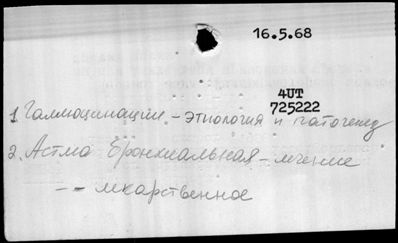 16.5.68
4UT
725222
1. Галлюцинации - этиология и патогенез
2. Астма бронхиальная - лечение
-- лекарственное